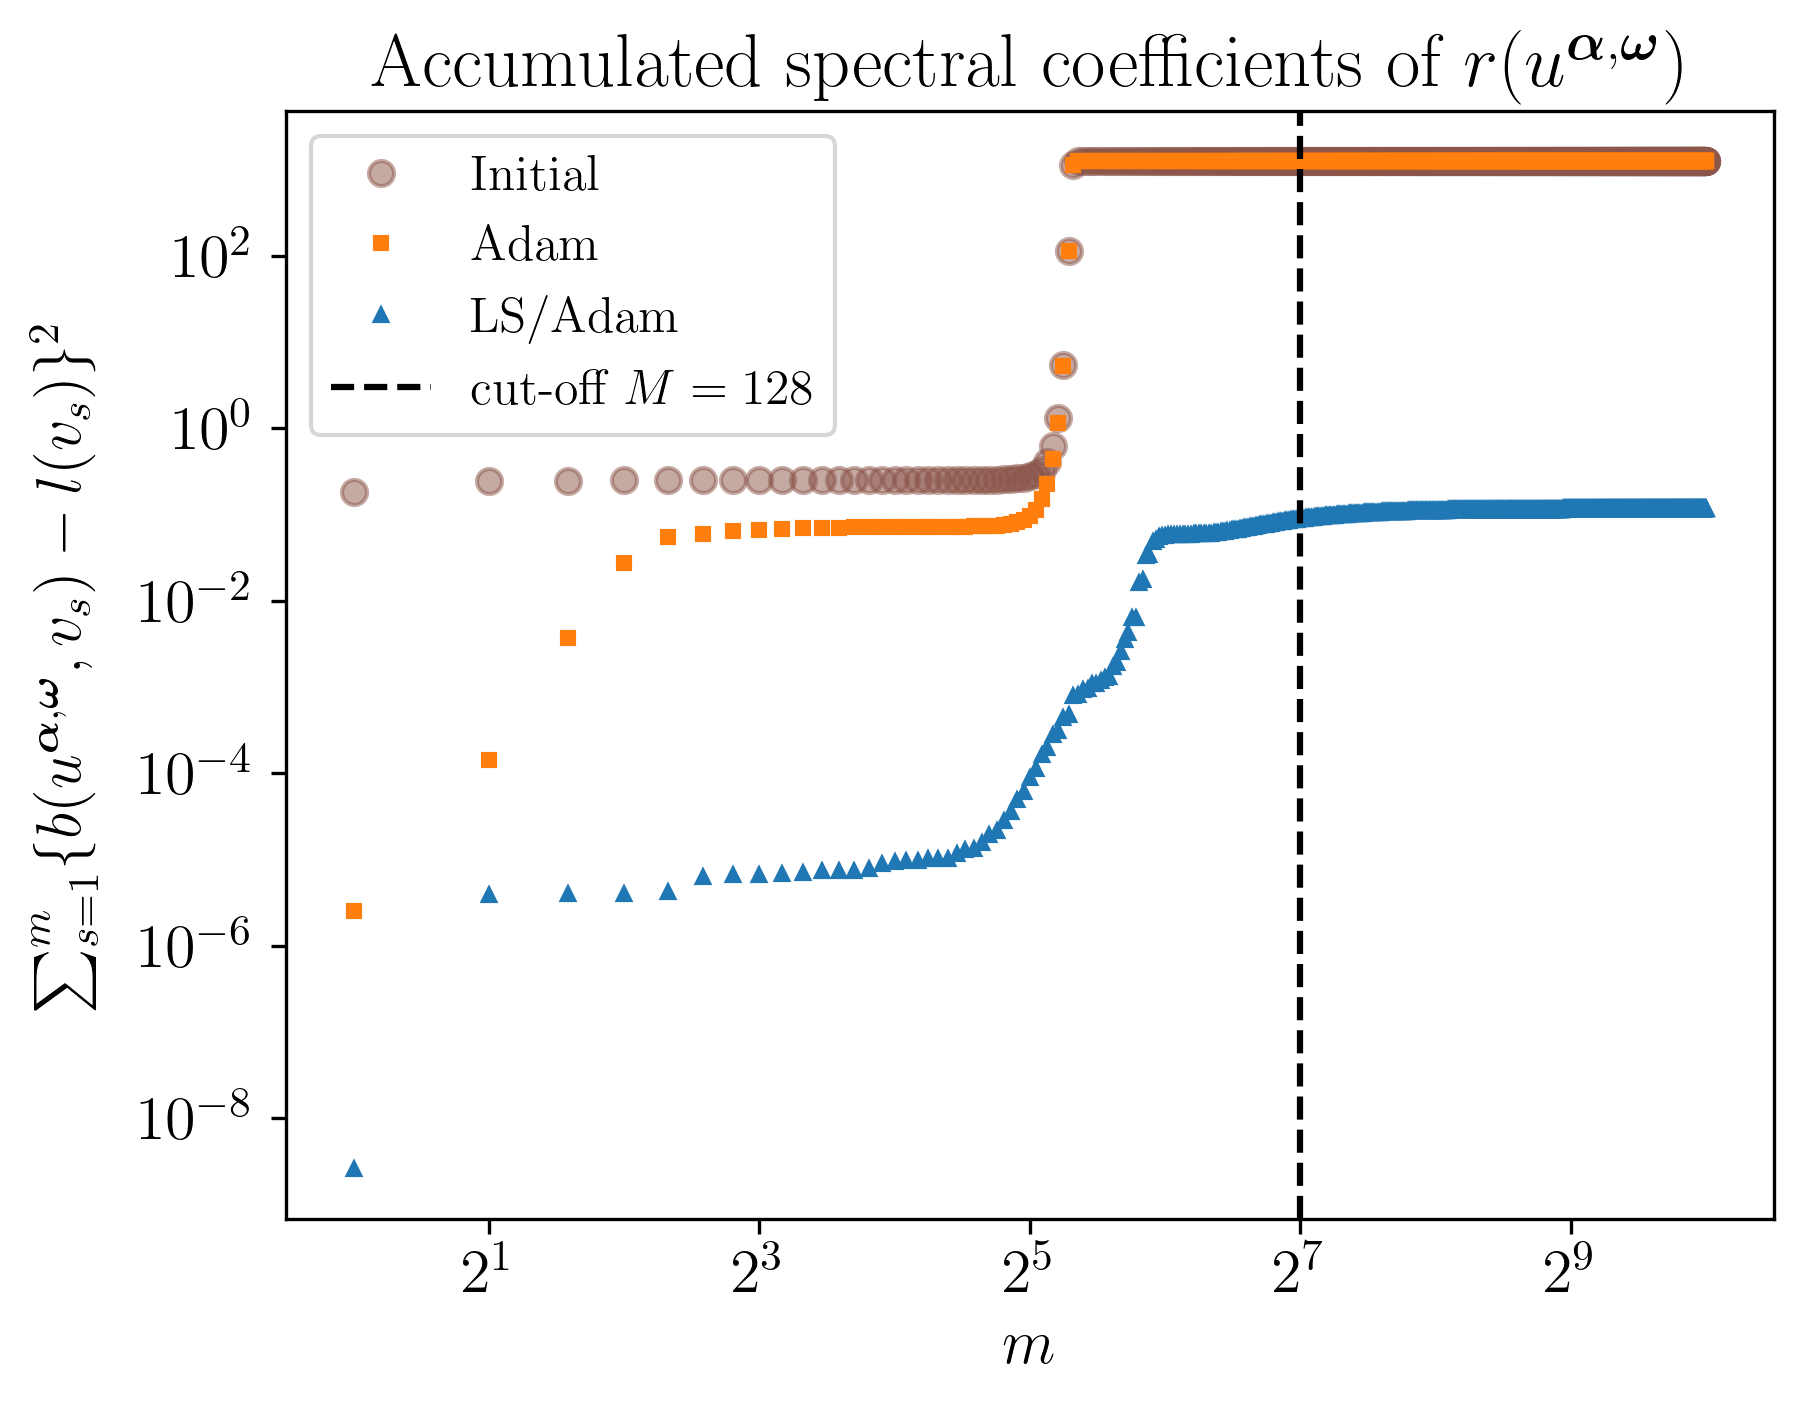 Accumulated spectral coefficients of r(u^{α,ω})
Initial
Adam
LS/Adam
cut-off M = 128
∑_{s=1}^{m}{b(u^{α,ω}, v_s) − l(v_s)}^2
10^2
10^0
10^{−2}
10^{−4}
10^{−6}
10^{−8}
2^1 2^3 2^5 2^7 2^9
m